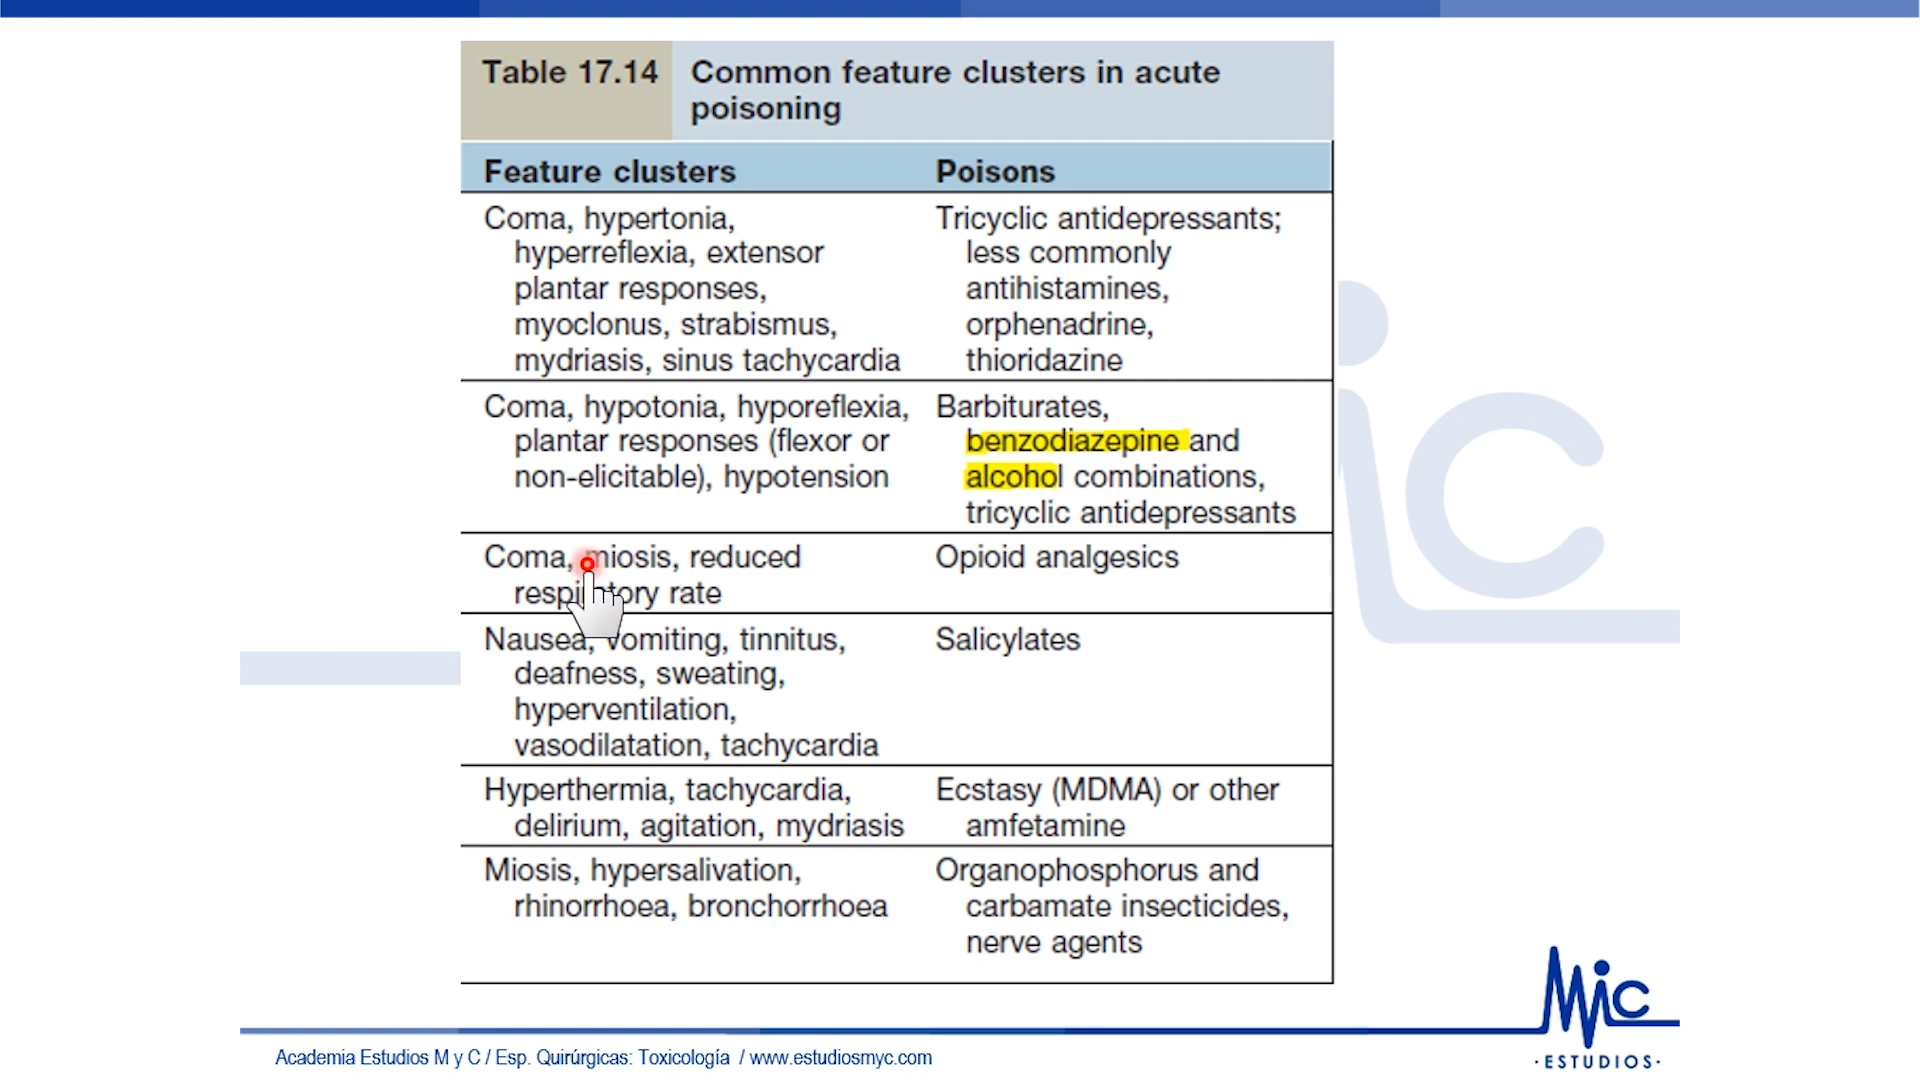 Table 17.14
Common feature clusters in acute
poisoning
Feature clusters
Poisons
Coma, hypertonia,
hyperreflexia, extensor
plantar responses,
myoclonus, strabismus,
mydriasis, sinus tachycardia
Tricyclic antidepressants;
less commonly
antihistamines,
orphenadrine,
thioridazine
Coma, hypotonia, hyporeflexia,
plantar responses (flexor or
non-elicitable), hypotension
Barbiturates,
benzodiazepine and
alcohol combinations,
tricyclic antidepressants
Coma, miosis, reduced
respiratory rate
Opioid analgesics
Nausea, vomiting, tinnitus,
deafness, sweating,
hyperventilation,
vasodilatation, tachycardia
Salicylates
Hyperthermia, tachycardia,
delirium, agitation, mydriasis
Ecstasy (MDMA) or other
amfetamine
Miosis, hypersalivation,
rhinorrhoea, bronchorrhoea
Organophosphorus and
carbamate insecticides,
nerve agents
Academia Estudios M y C / Esp. Quirúrgicas: Toxicología / www.estudiosmyc.com
MiC
·ESTUDIOS·